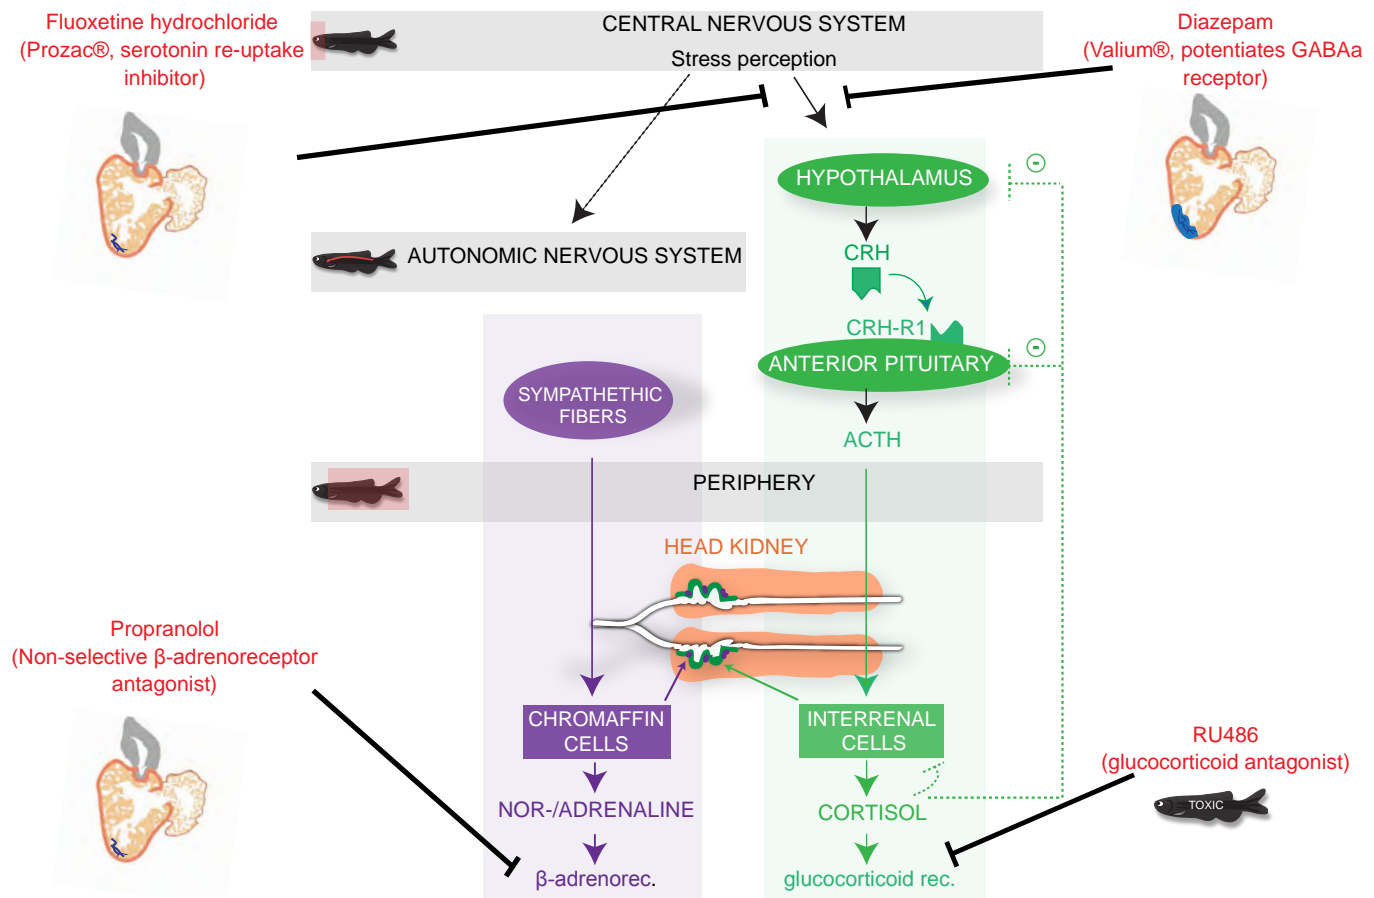 Fluoxetine hydrochloride
(Prozac®, serotonin re-uptake
inhibitor)
CENTRAL NERVOUS SYSTEM
Stress perception
Diazepam
(Valium®, potentiates GABAa
receptor)
HYPOTHALAMUS
-
CRH
AUTONOMIC NERVOUS SYSTEM
CRH-R1
-
ANTERIOR PITUITARY
SYMPATHETHIC
FIBERS
ACTH
PERIPHERY
HEAD KIDNEY
Propranolol
(Non-selective β-adrenoreceptor
antagonist)
CHROMAFFIN
CELLS
INTERRENAL
CELLS
RU486
(glucocorticoid antagonist)
TOXIC
NOR-/ADRENALINE
CORTISOL
β-adrenorec.
glucocorticoid rec.